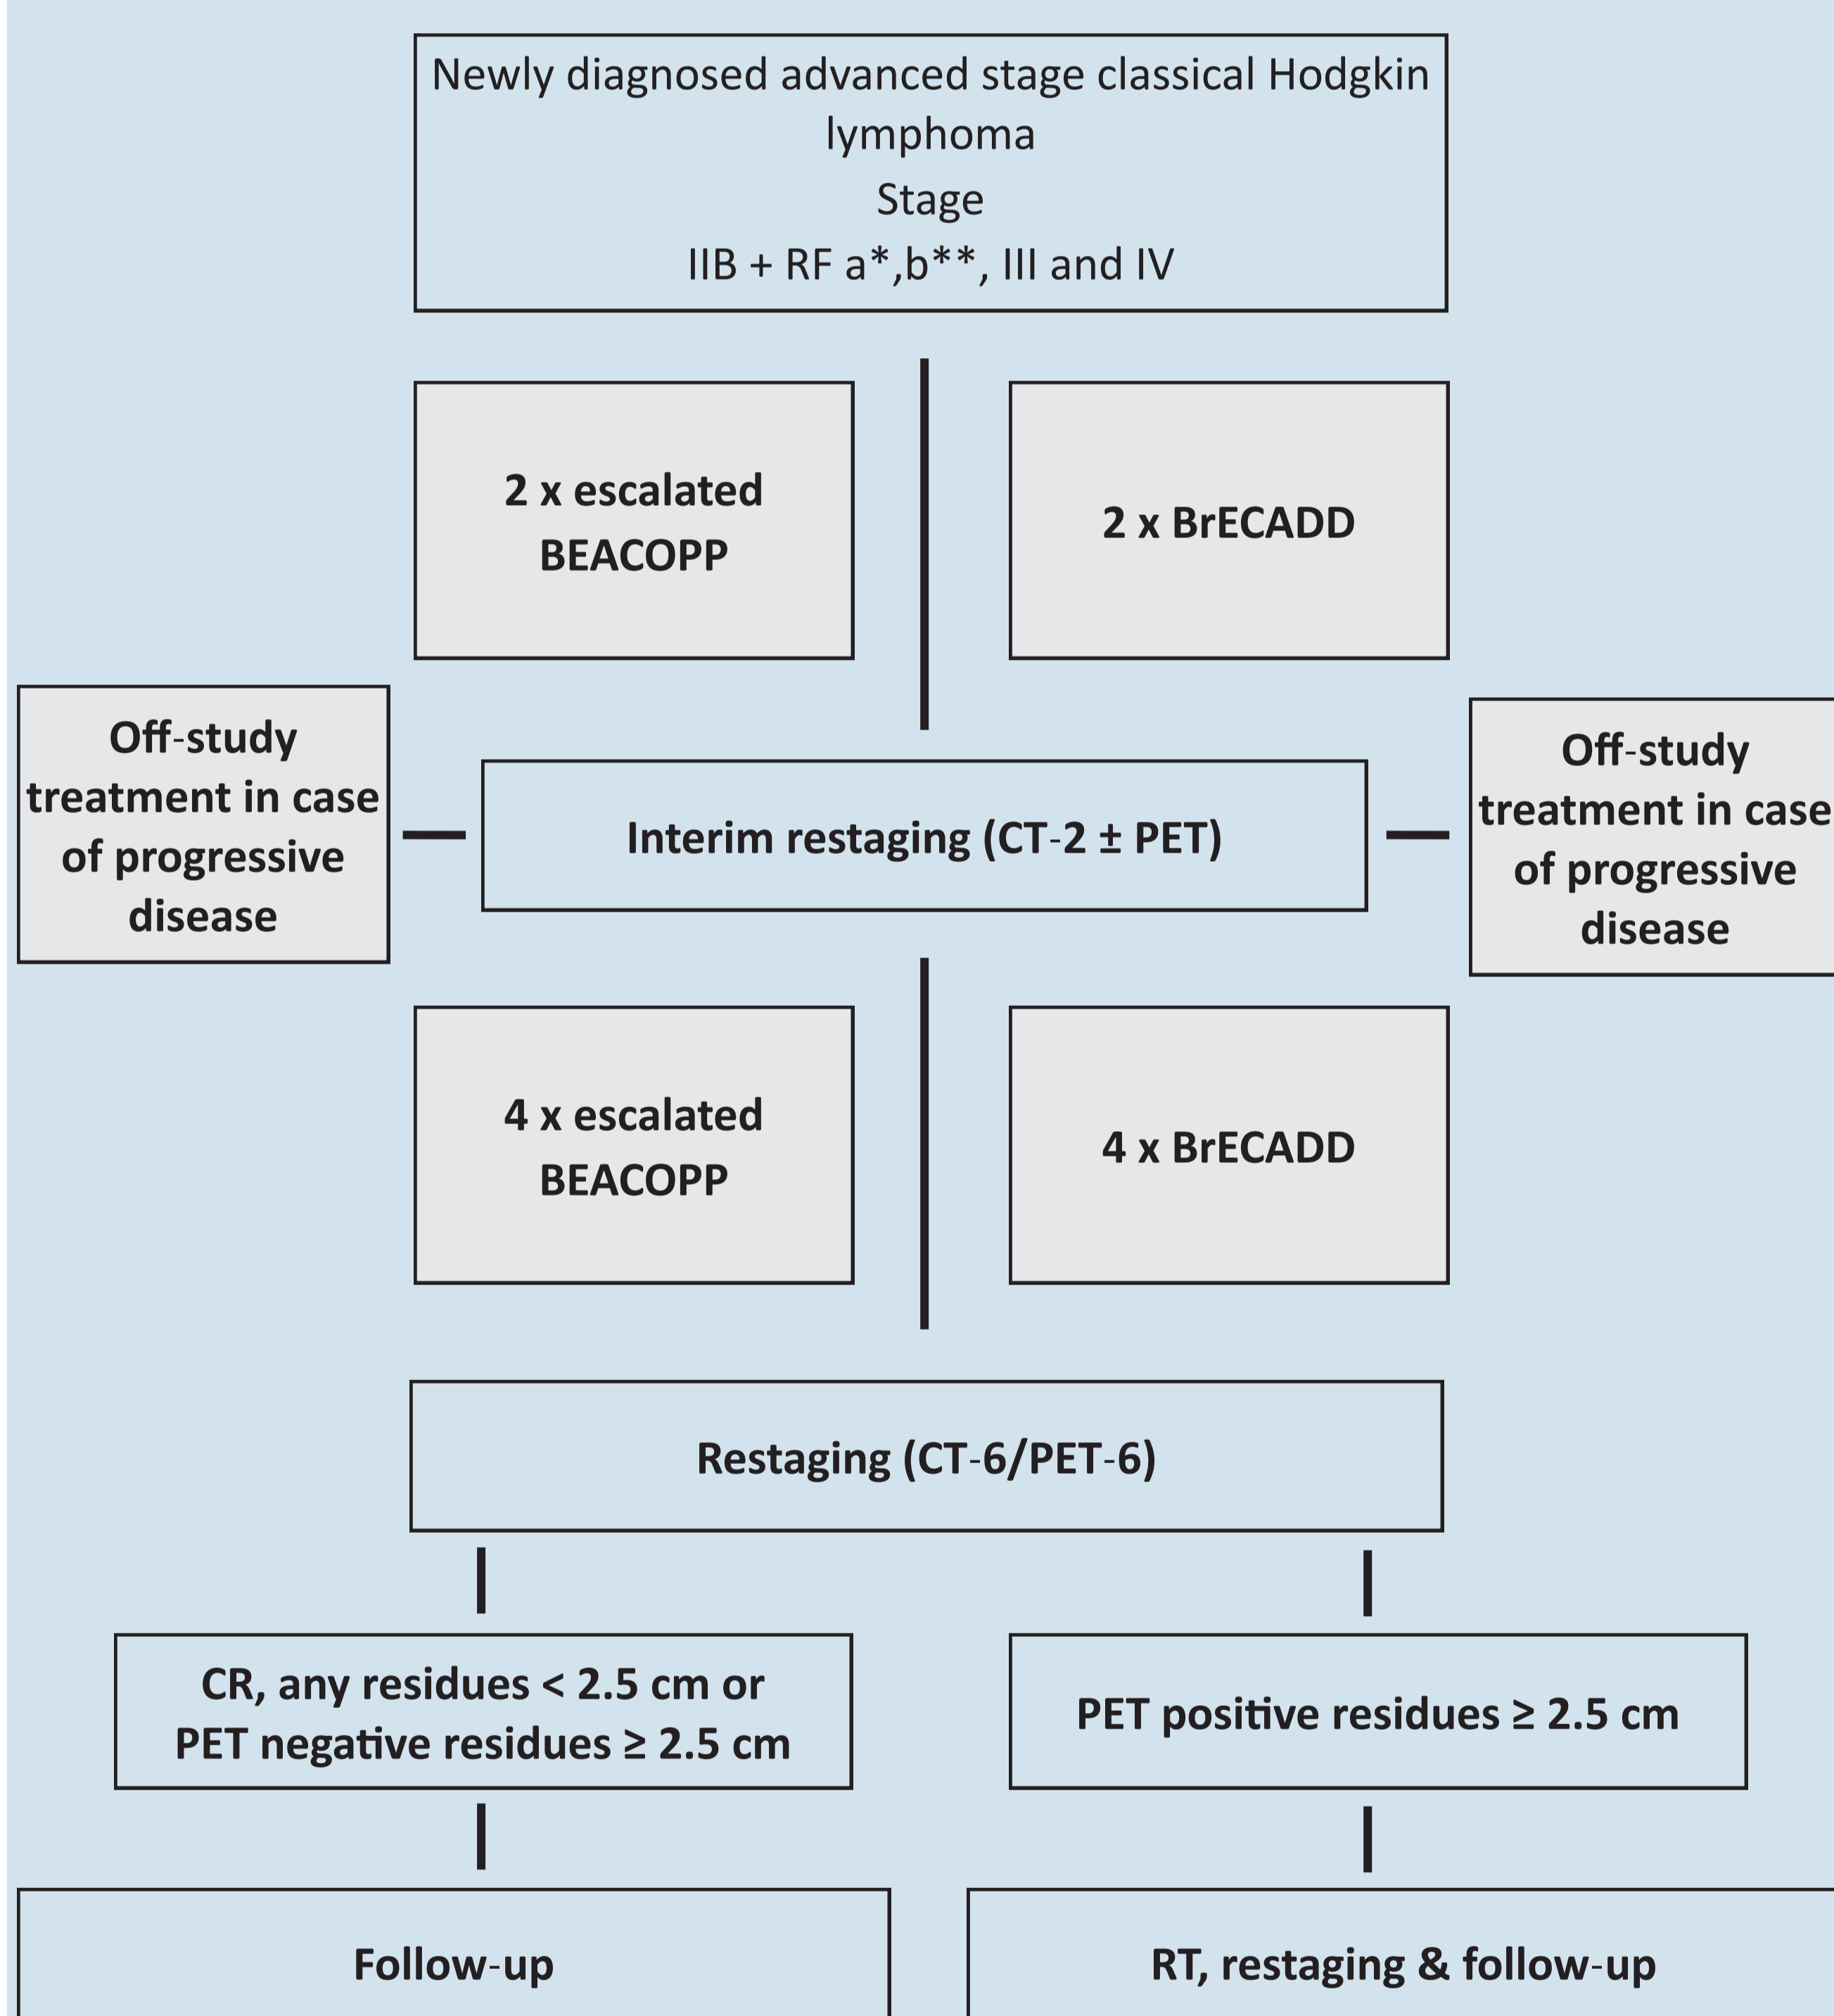 Newly diagnosed advanced stage classical Hodgkin
lymphoma
Stage
IIB + RF a*,b**, III and IV
2 x escalated
BEACOPP
2 x BrECADD
Off-study
treatment in case
of progressive
disease
Interim restaging (CT-2 ± PET)
Off-study
treatment in case
of progressive
disease
4 x escalated
BEACOPP
4 x BrECADD
Restaging (CT-6/PET-6)
CR, any residues < 2.5 cm or
PET negative residues ≥ 2.5 cm
PET positive residues ≥ 2.5 cm
Follow-up
RT, restaging & follow-up